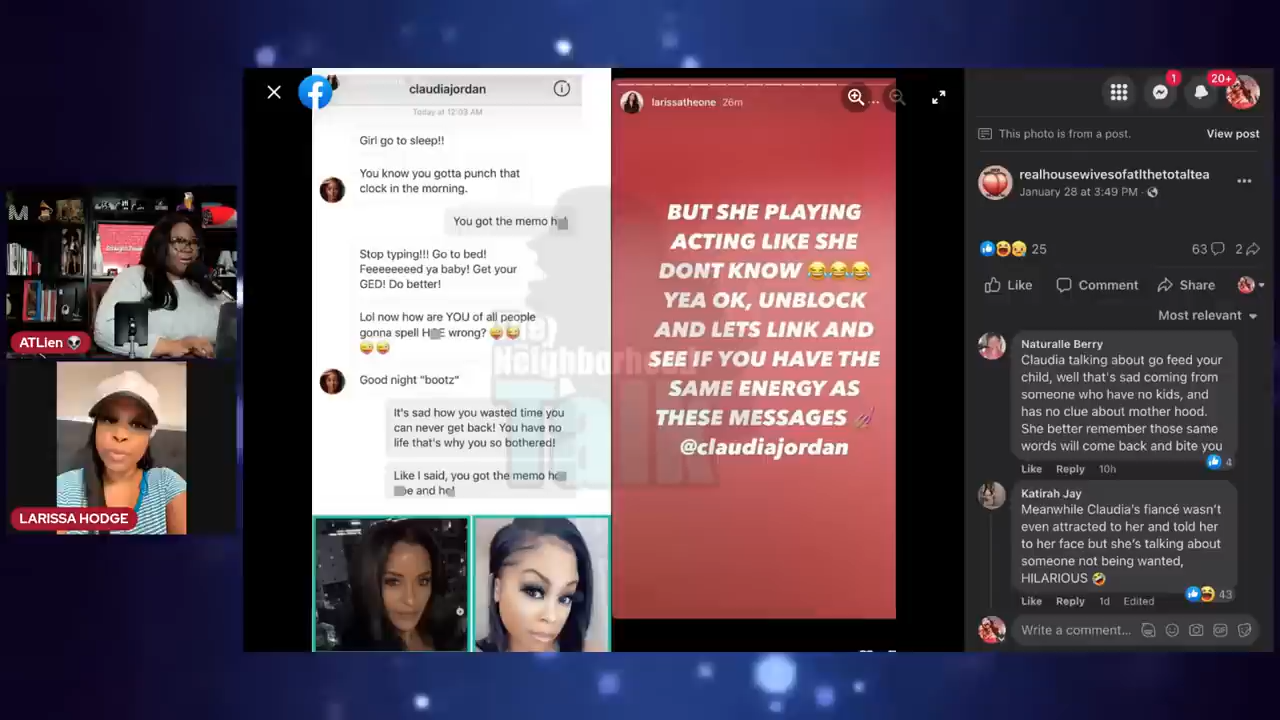 claudiajordan
Today at 12:03 AM
Girl go to sleep!!
You know you gotta punch that
clock in the morning.
You got the memo h
Stop typing!!! Go to bed!
Feeeeeeeed ya baby! Get your
GED! Do better!
Lol now how are YOU of all people
gonna spell H E wrong? 😜😜
😜😜
Good night "bootz"
It's sad how you wasted time you
can never get back! You have no
life that's why you so bothered!
Like I said, you got the memo h
e and he!
Neighborhood
Talk
larissatheone 26m
BUT SHE PLAYING
ACTING LIKE SHE
DONT KNOW 😂😂😂
YEA OK, UNBLOCK
AND LETS LINK AND
SEE IF YOU HAVE THE
SAME ENERGY AS
THESE MESSAGES
@claudiajordan
ATLien 👽
LARISSA HODGE
1
20+
This photo is from a post.
View post
realhousewivesofatlthetotaltea
January 28 at 3:49 PM
25
63
2
Like
Comment
Share
Most relevant
Naturalle Berry
Claudia talking about go feed your
child, well that's sad coming from
someone who have no kids, and
has no clue about mother hood.
She better remember those same
words will come back and bite you
Like Reply 10h
4
Katirah Jay
Meanwhile Claudia's fiancé wasn't
even attracted to her and told her
to her face but she's talking about
someone not being wanted,
HILARIOUS 🤣
Like Reply 1d Edited
43
Write a comment…